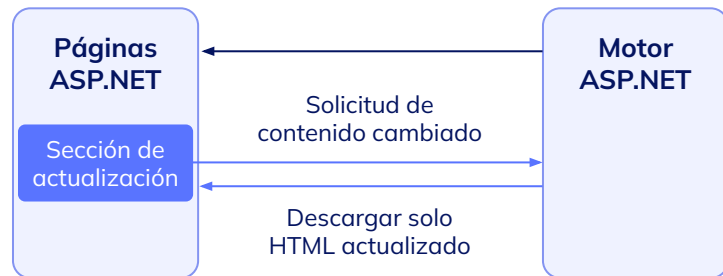 Páginas
ASP.NET
Motor
ASP.NET
Solicitud de
contenido cambiado
Sección de
actualización
Descargar solo
HTML actualizado